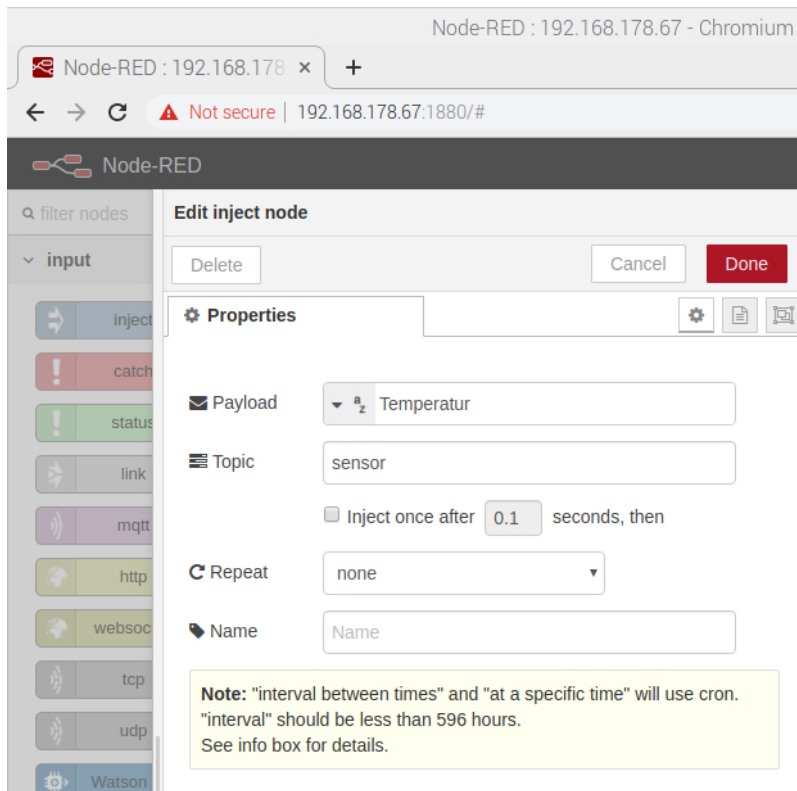 Node-RED : 192.168.178.67 - Chromium
Node-RED : 192.168.178
Not secure | 192.168.178.67:1880/#
Node-RED
filter nodes
Edit inject node
input
Delete Cancel Done
Properties
inject
catch
status
link
mqtt
http
websoc
tcp
udp
Watson
Payload az Temperatur
Topic sensor
Inject once after 0.1 seconds, then
Repeat none
Name Name
Note: "interval between times" and "at a specific time" will use cron.
"interval" should be less than 596 hours.
See info box for details.